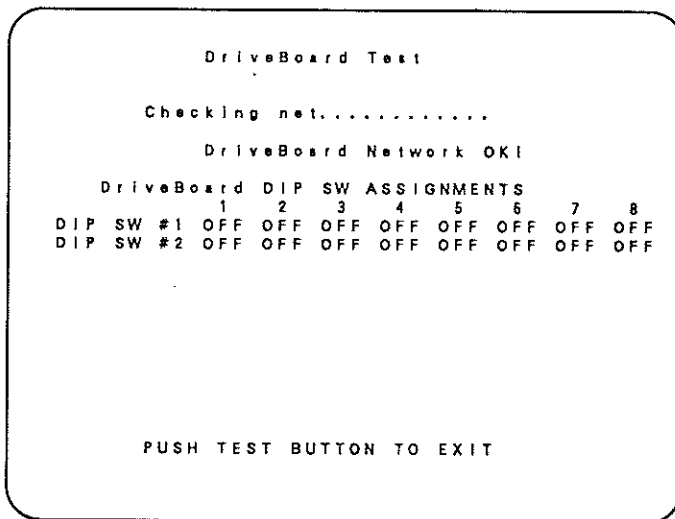 DriveBoard Test
Checking net............
DriveBoard Network OK!
DriveBoard DIP SW ASSIGNMENTS
1 2 3 4 5 6 7 8
DIP SW #1 OFF OFF OFF OFF OFF OFF OFF OFF
DIP SW #2 OFF OFF OFF OFF OFF OFF OFF OFF
PUSH TEST BUTTON TO EXIT